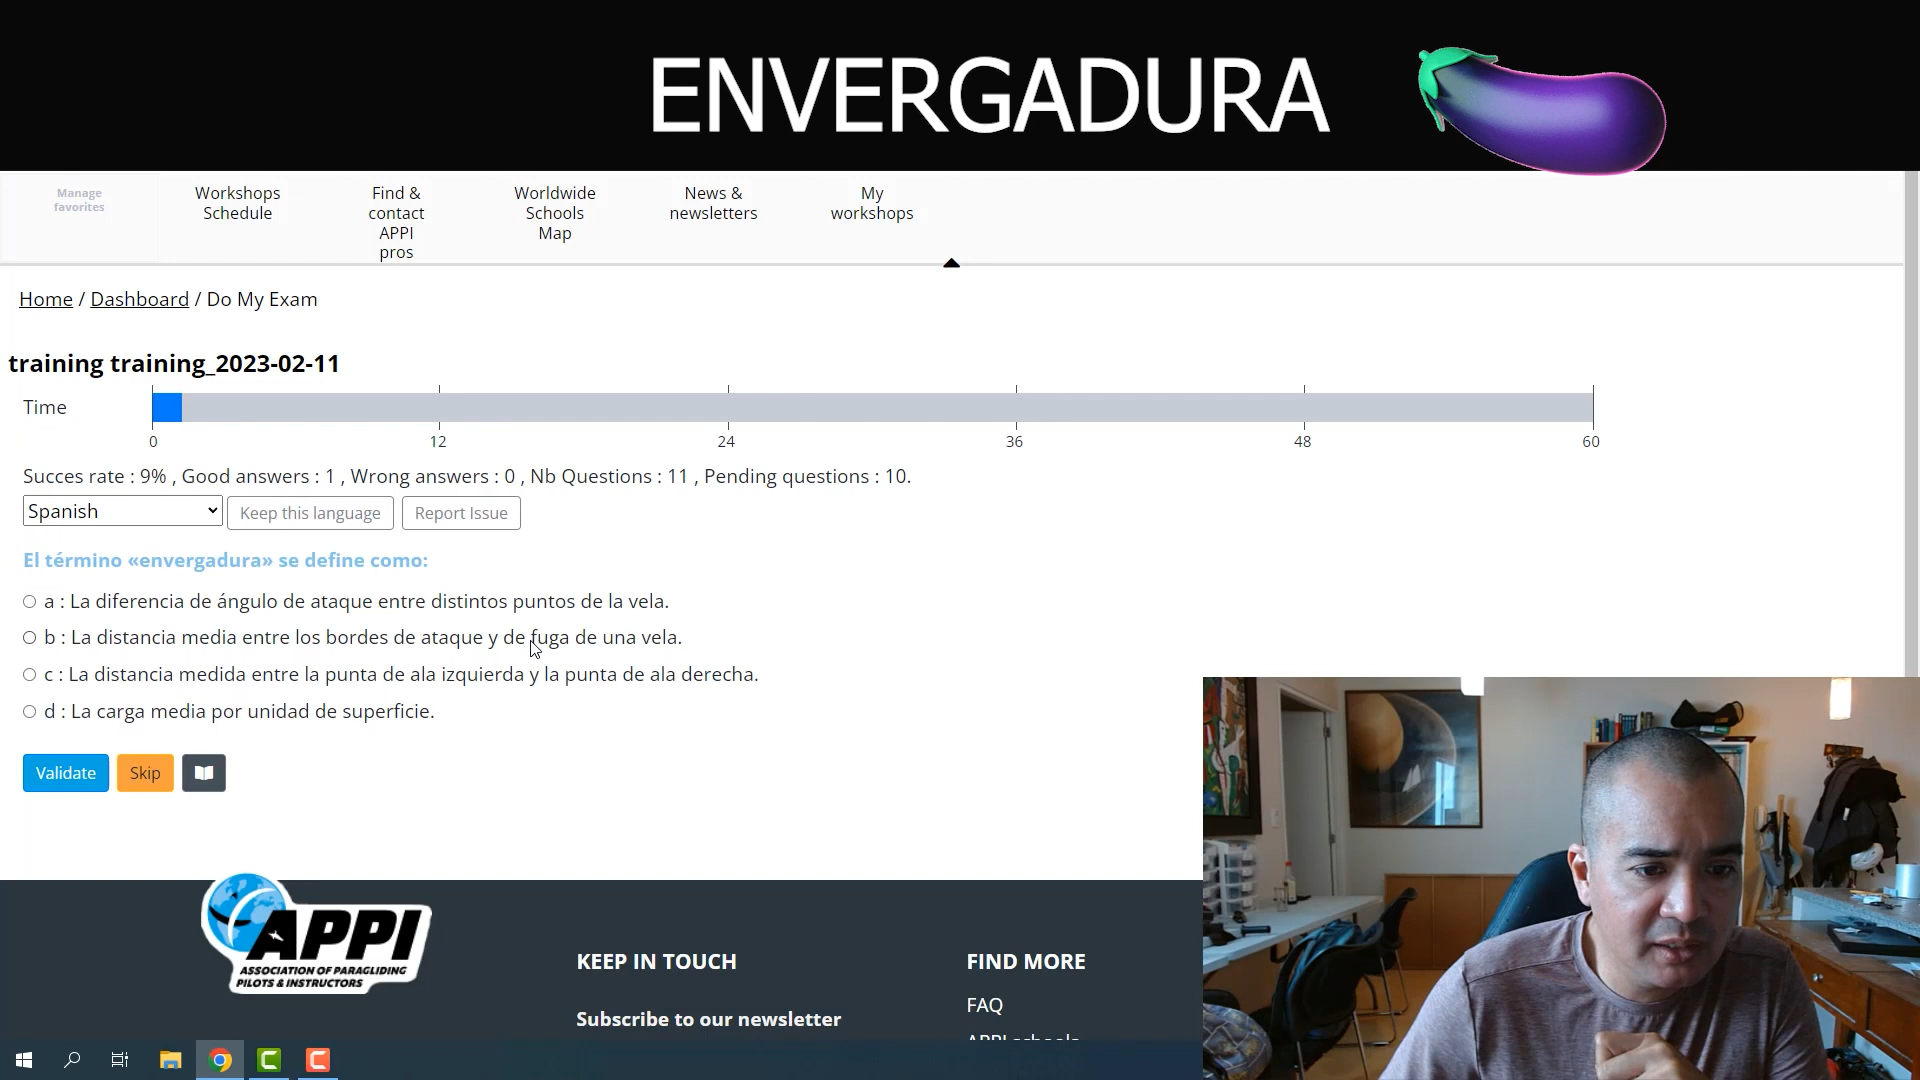 ENVERGADURA
Manage
favorites
Workshops
Schedule
Find &
contact
APPI
pros
Worldwide
Schools
Map
News &
newsletters
My
workshops
Home / Dashboard / Do My Exam
training training_2023-02-11
Time
0 12 24 36 48 60
Succes rate : 9% , Good answers : 1 , Wrong answers : 0 , Nb Questions : 11 , Pending questions : 10.
Spanish
Keep this language
Report Issue
El término «envergadura» se define como:
a : La diferencia de ángulo de ataque entre distintos puntos de la vela.
b : La distancia media entre los bordes de ataque y de fuga de una vela.
c : La distancia medida entre la punta de ala izquierda y la punta de ala derecha.
d : La carga media por unidad de superficie.
Validate
Skip
APPI
ASSOCIATION OF PARAGLIDING
PILOTS & INSTRUCTORS
KEEP IN TOUCH
Subscribe to our newsletter
FIND MORE
FAQ
APPI schools